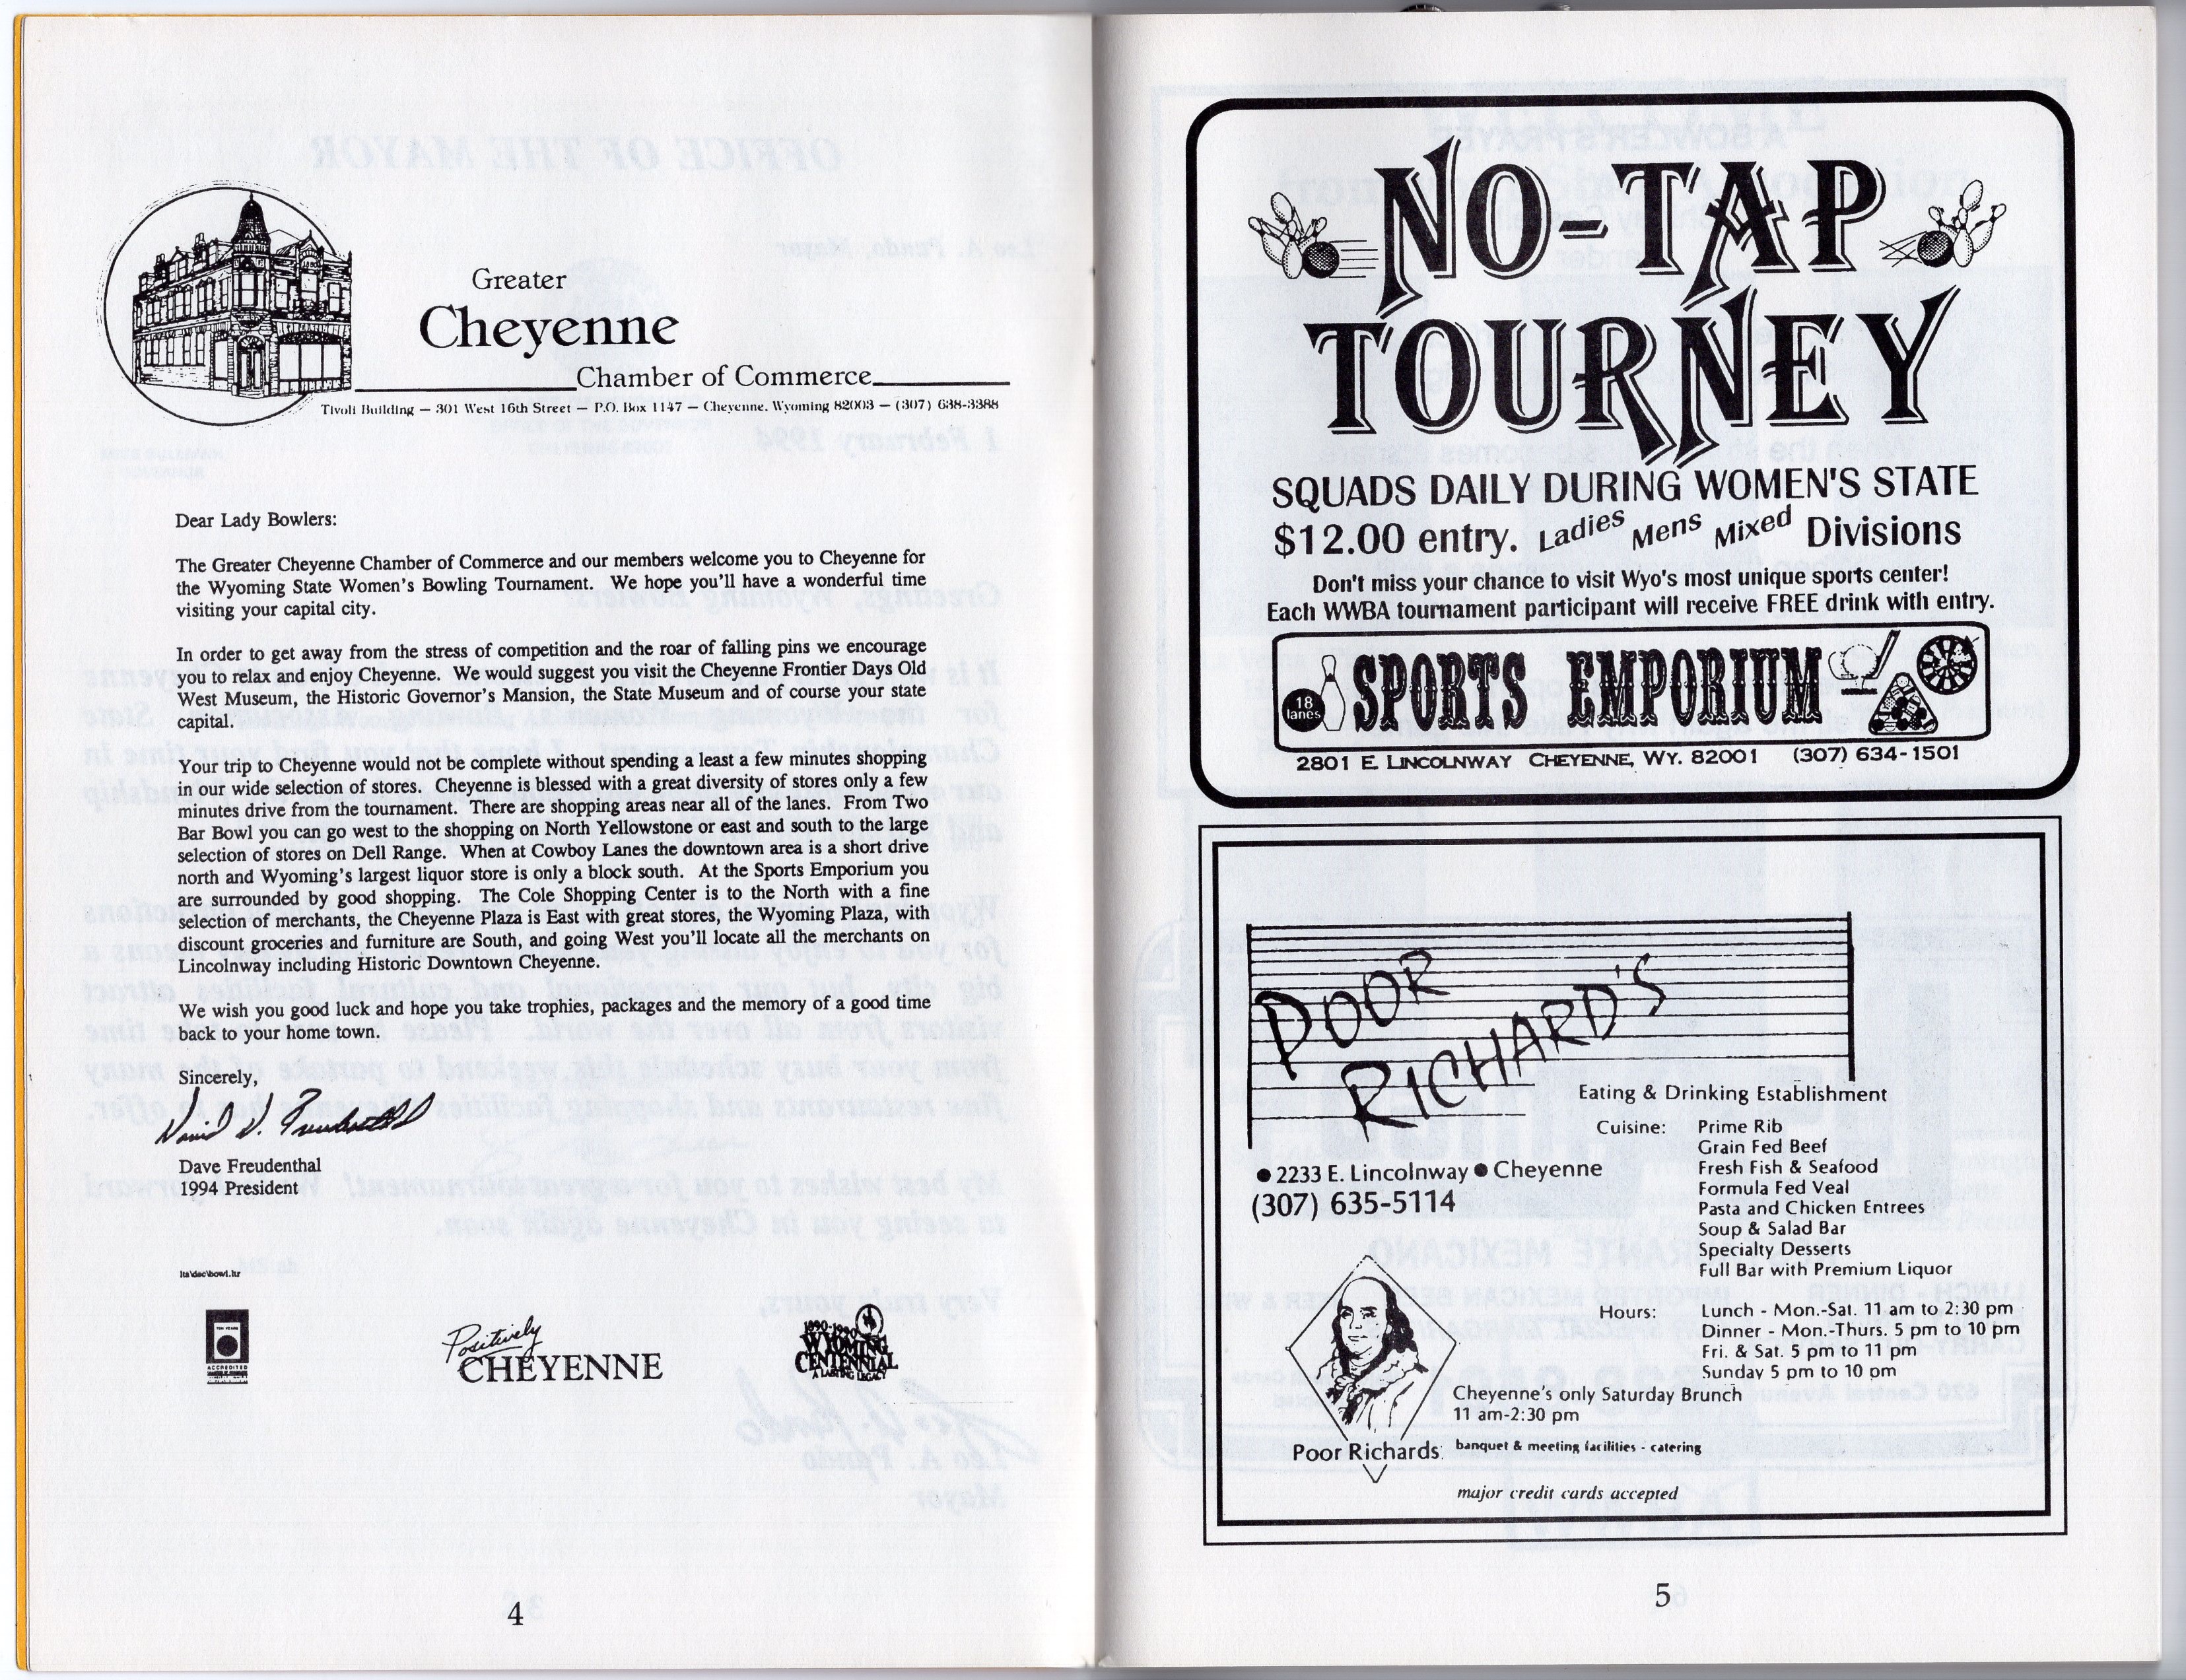 Greater
Cheyenne
Chamber of Commerce
Tivoli Building — 301 West 16th Street — P.O. Box 1147 — Cheyenne, Wyoming 82003 — (307) 638-3388
Dear Lady Bowlers:
The Greater Cheyenne Chamber of Commerce and our members welcome you to Cheyenne for
the Wyoming State Women's Bowling Tournament. We hope you'll have a wonderful time
visiting your capital city.
In order to get away from the stress of competition and the roar of falling pins we encourage
you to relax and enjoy Cheyenne. We would suggest you visit the Cheyenne Frontier Days Old
West Museum, the Historic Governor's Mansion, the State Museum and of course your state
capital.
Your trip to Cheyenne would not be complete without spending a least a few minutes shopping
in our wide selection of stores. Cheyenne is blessed with a great diversity of stores only a few
minutes drive from the tournament. There are shopping areas near all of the lanes. From Two
Bar Bowl you can go west to the shopping on North Yellowstone or east and south to the large
selection of stores on Dell Range. When at Cowboy Lanes the downtown area is a short drive
north and Wyoming's largest liquor store is only a block south. At the Sports Emporium you
are surrounded by good shopping. The Cole Shopping Center is to the North with a fine
selection of merchants, the Cheyenne Plaza is East with great stores, the Wyoming Plaza, with
discount groceries and furniture are South, and going West you'll locate all the merchants on
Lincolnway including Historic Downtown Cheyenne.
We wish you good luck and hope you take trophies, packages and the memory of a good time
back to your home town.
Sincerely,
David D. Freudenthal
Dave Freudenthal
1994 President
lts\dec\bowl.ltr
ACCREDITED
Positively
CHEYENNE
1890-1990
WYOMING
CENTENNIAL
A LASTING LEGACY
4
NO-TAP
TOURNEY
SQUADS DAILY DURING WOMEN'S STATE
$12.00 entry. Ladies Mens Mixed Divisions
Don't miss your chance to visit Wyo's most unique sports center!
Each WWBA tournament participant will receive FREE drink with entry.
18
lanes
SPORTS EMPORIUM
2801 E. LINCOLNWAY CHEYENNE, WY. 82001 (307) 634-1501
POOR
RICHARD'S
Eating & Drinking Establishment
Cuisine: Prime Rib
Grain Fed Beef
Fresh Fish & Seafood
Formula Fed Veal
Pasta and Chicken Entrees
Soup & Salad Bar
Specialty Desserts
Full Bar with Premium Liquor
● 2233 E. Lincolnway ● Cheyenne
(307) 635-5114
Hours: Lunch - Mon.-Sat. 11 am to 2:30 pm
Dinner - Mon.-Thurs. 5 pm to 10 pm
Fri. & Sat. 5 pm to 11 pm
Sunday 5 pm to 10 pm
Cheyenne's only Saturday Brunch
11 am-2:30 pm
Poor Richards
banquet & meeting facilities - catering
major credit cards accepted
5